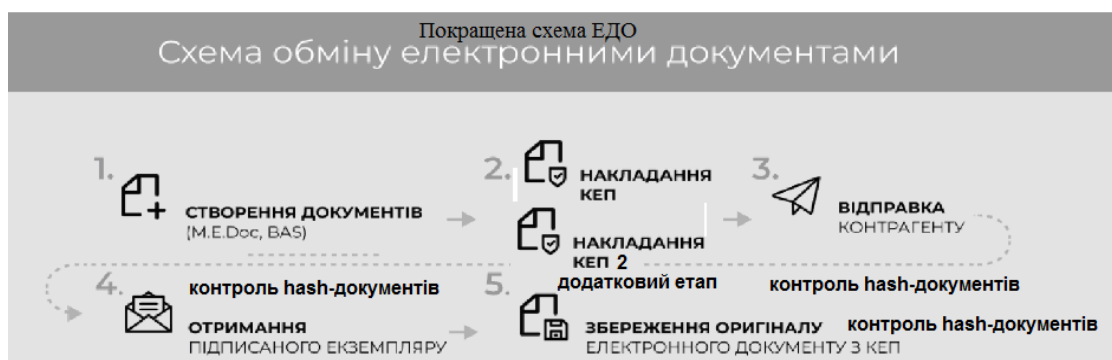 Покращена схема ЕДО
Схема обміну електронними документами
1.
СТВОРЕННЯ ДОКУМЕНТІВ
(M.E.Doc, BAS)
2.
НАКЛАДАННЯ
КЕП
НАКЛАДАННЯ
КЕП 2
додатковий етап
3.
ВІДПРАВКА
КОНТРАГЕНТУ
4.
контроль hash-документів
ОТРИМАННЯ
ПІДПИСАНОГО ЕКЗЕМПЛЯРУ
5.
контроль hash-документів
ЗБЕРЕЖЕННЯ ОРИГІНАЛУ
контроль hash-документів
ЕЛЕКТРОННОГО ДОКУМЕНТУ З КЕП